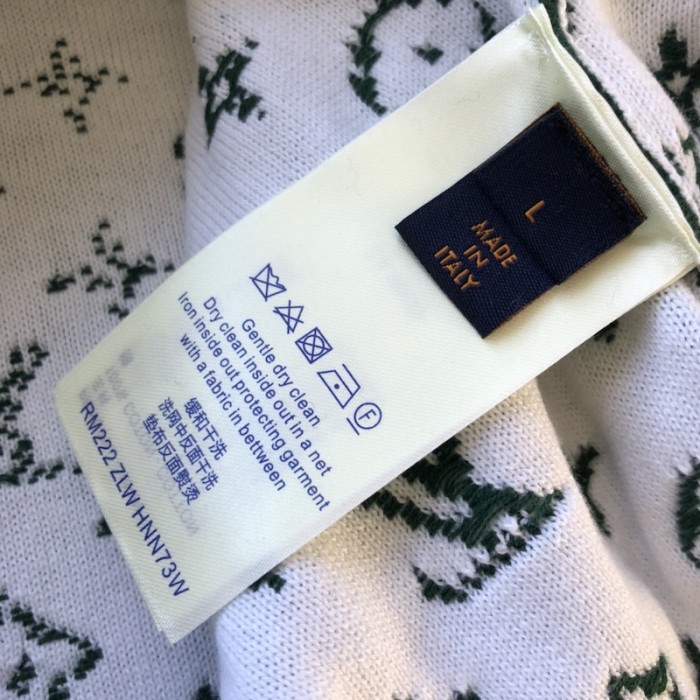 L
MADE
IN
ITALY
Gentle dry clean
Dry clean inside out in a net
Iron inside out protecting garment
with a fabric in bettween
缓和干洗
洗网中反面干洗
垫布反面熨烫
RM222 ZLW HNN73W
F